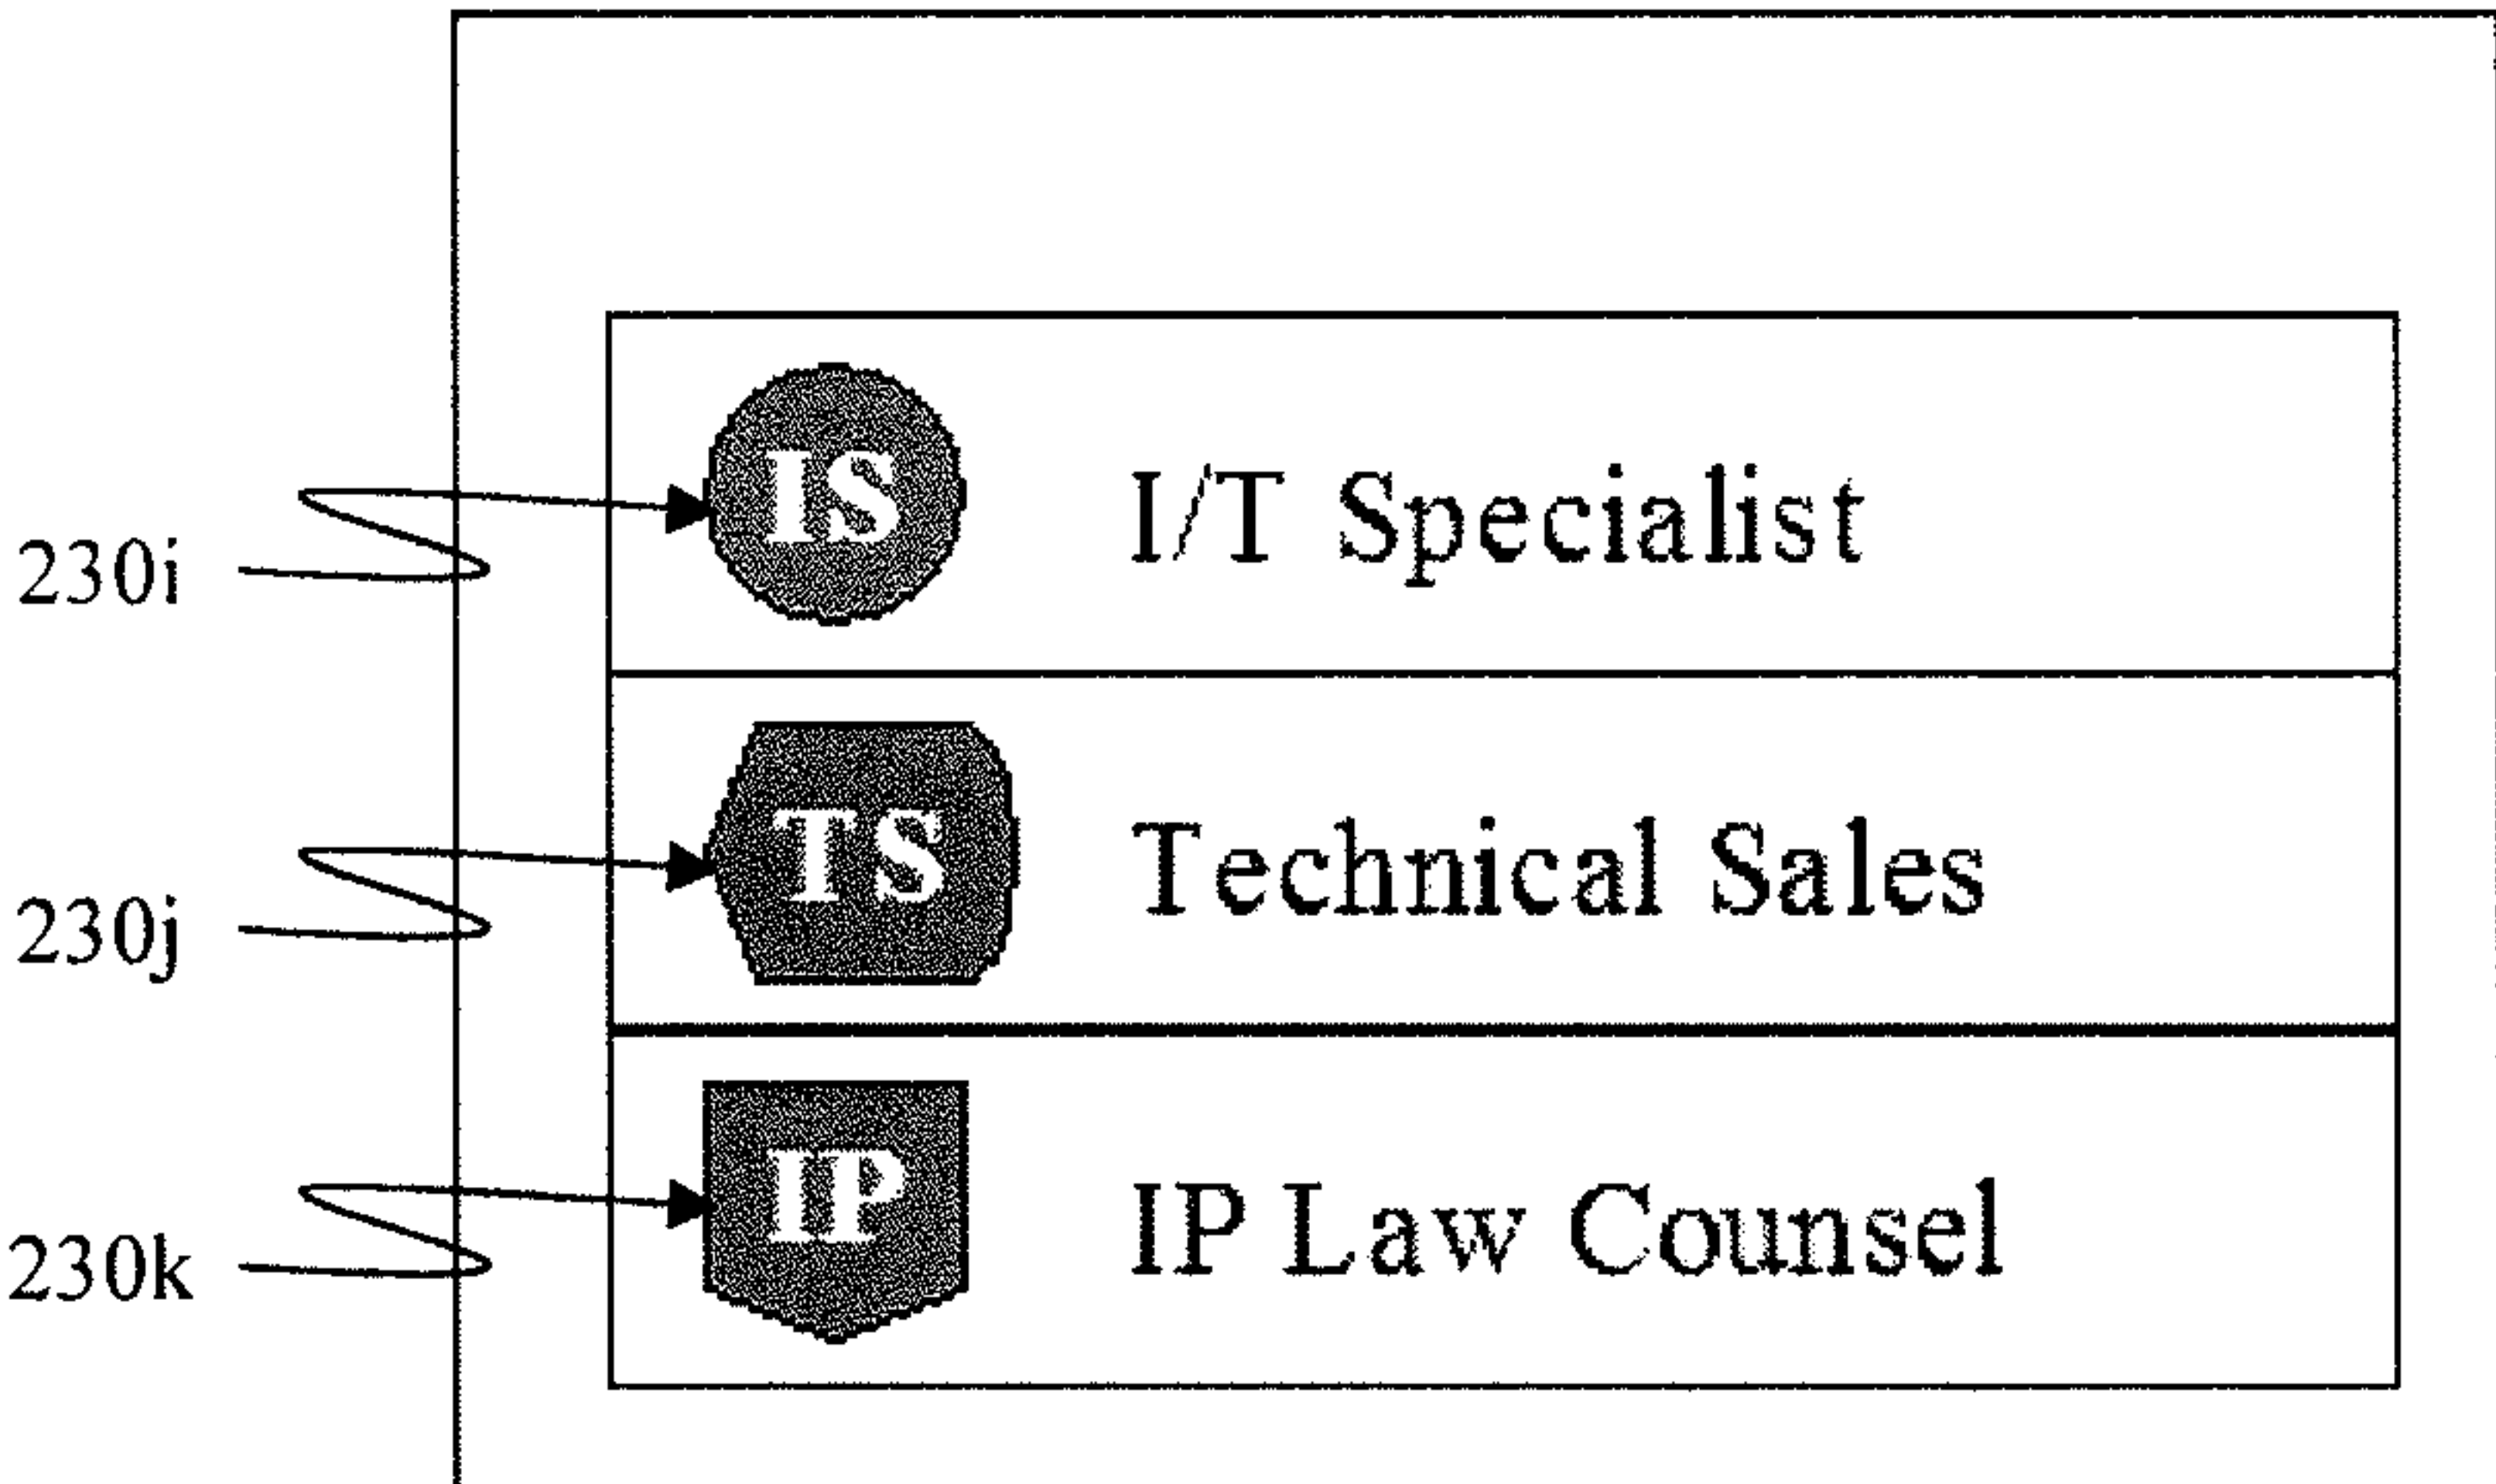 IS I/T Specialist
230i
TS Technical Sales
230j
IP IP Law Counsel
230k